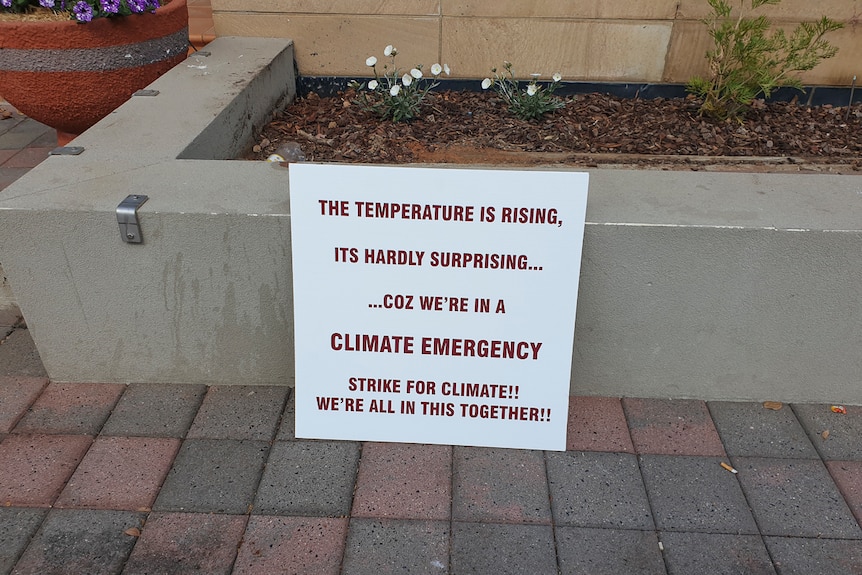 THE TEMPERATURE IS RISING,
ITS HARDLY SURPRISING...
...COZ WE'RE IN A
CLIMATE EMERGENCY
STRIKE FOR CLIMATE!!
WE'RE ALL IN THIS TOGETHER!!